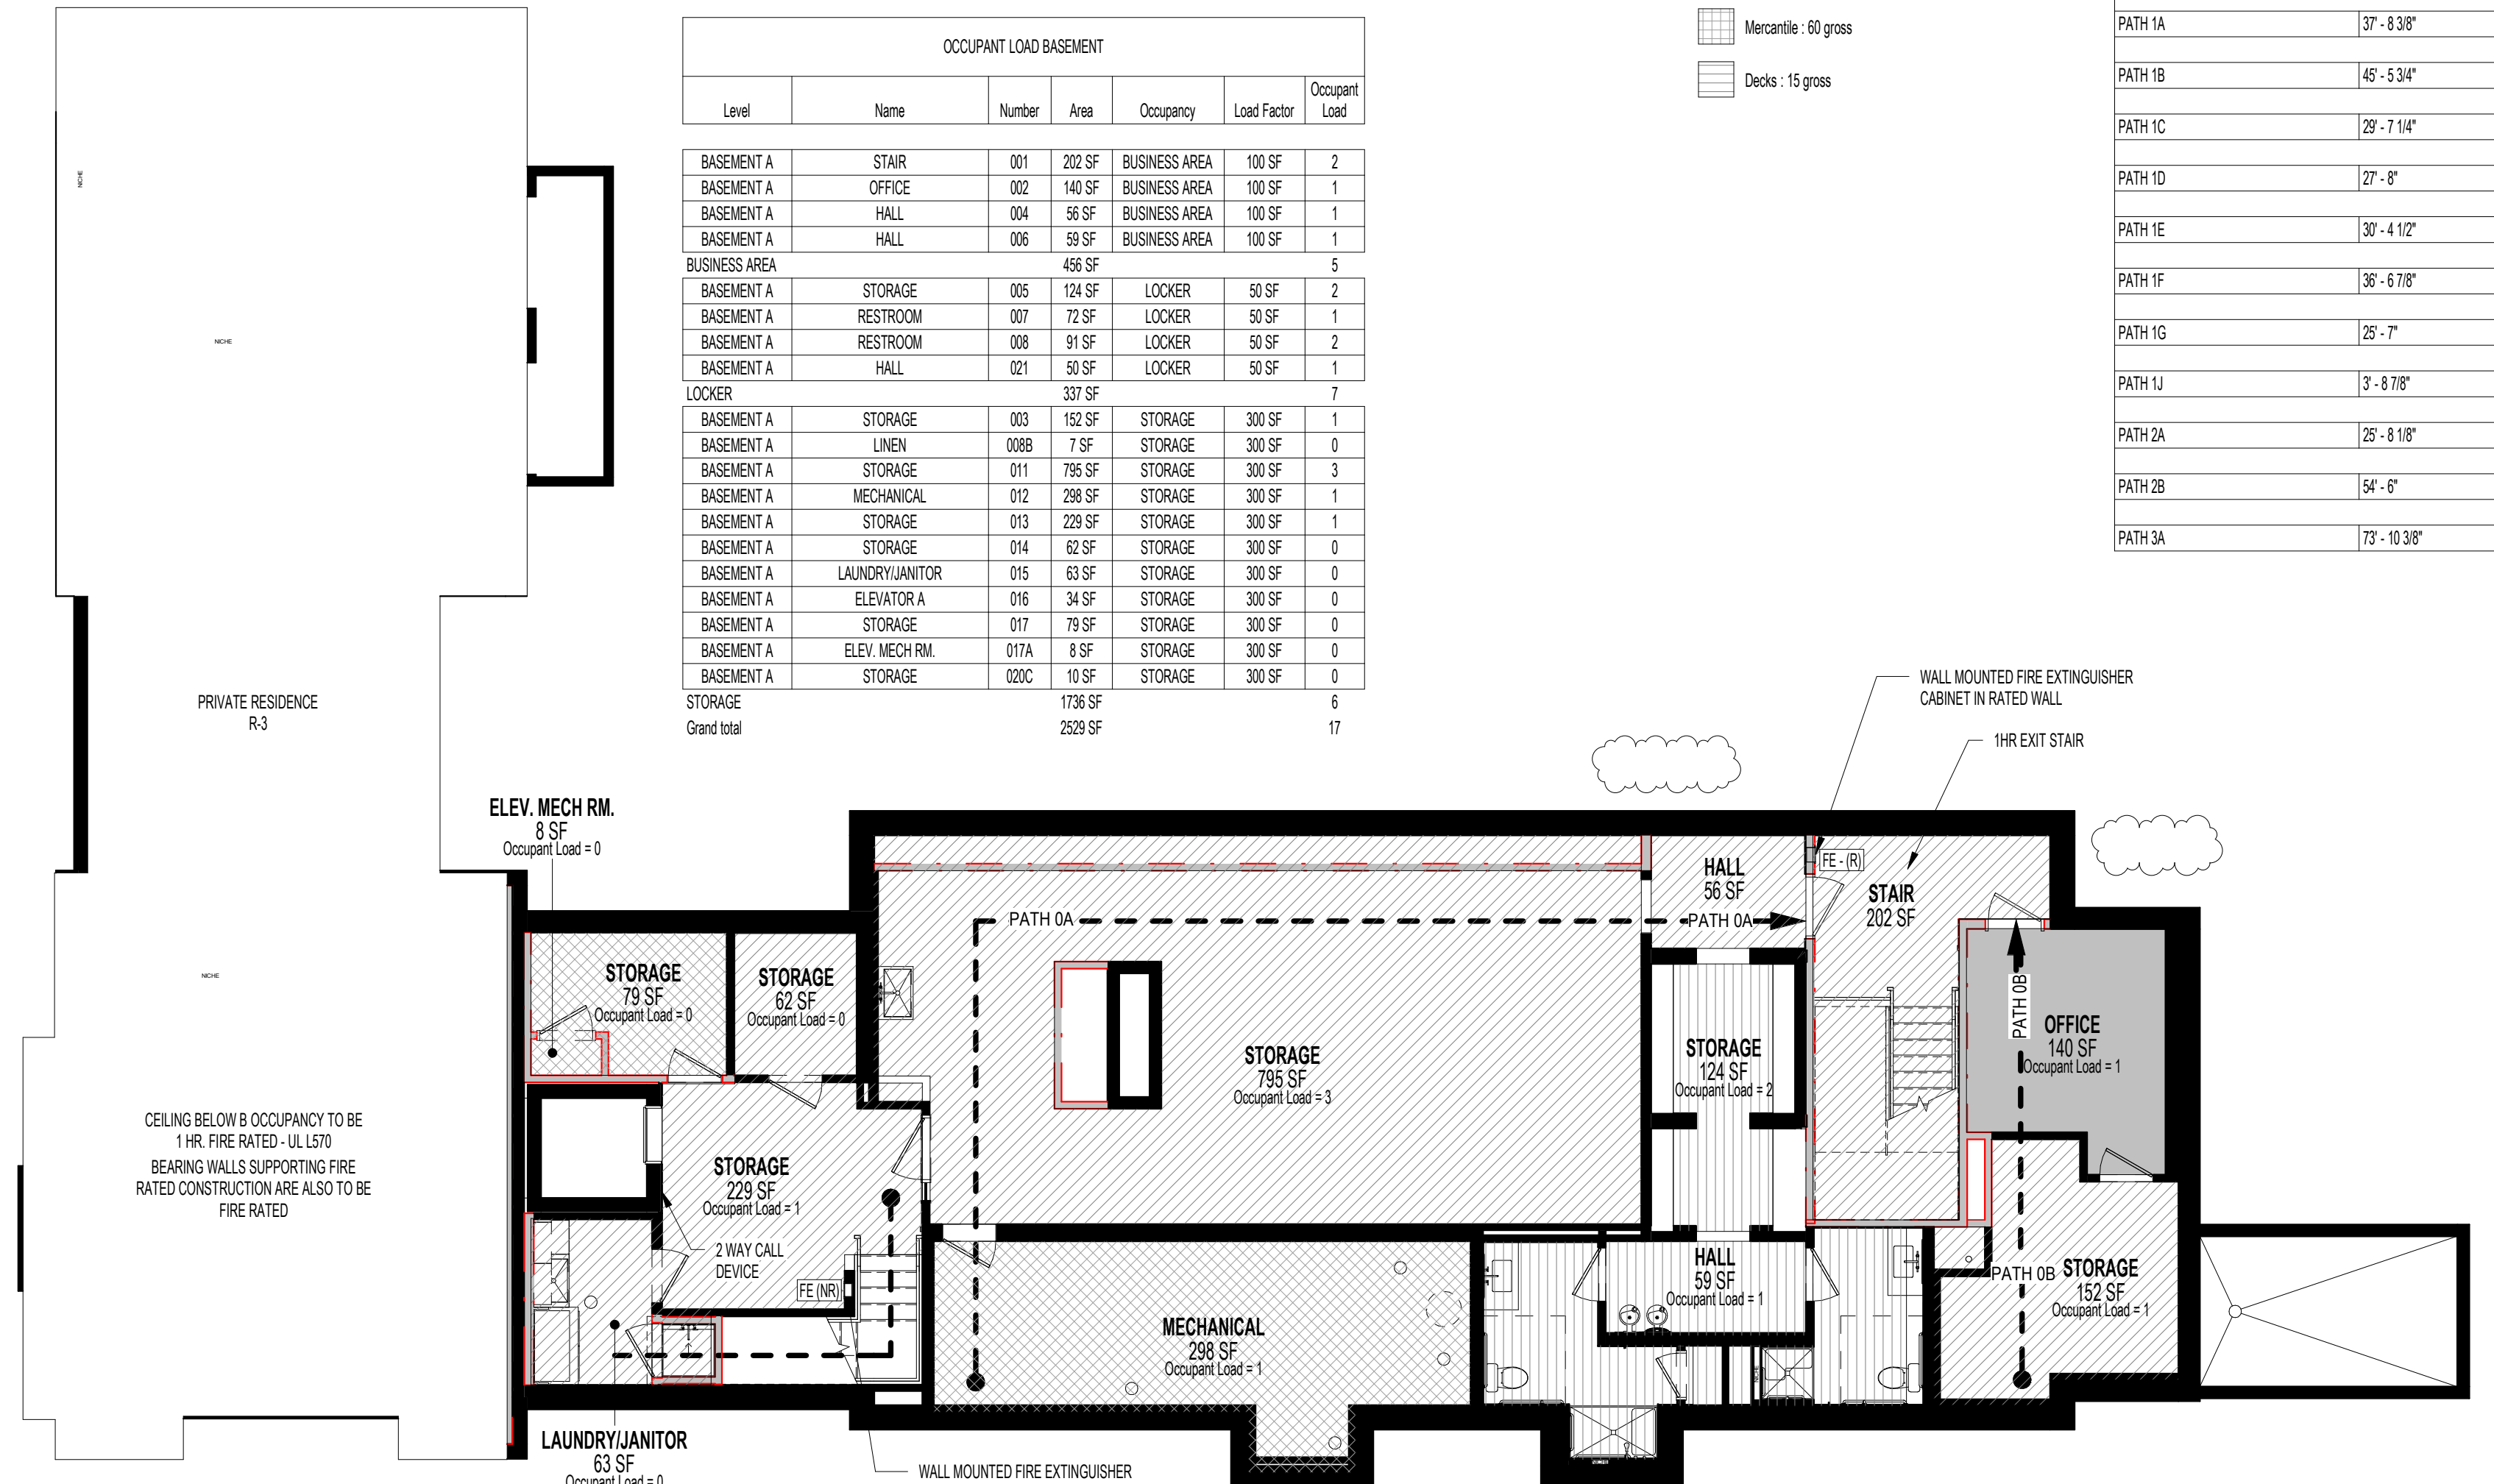 OCCUPANT LOAD BASEMENT
Level Name Number Area Occupancy Load Factor Occupant Load
BASEMENT A STAIR 001 202 SF BUSINESS AREA 100 SF 2
BASEMENT A OFFICE 002 140 SF BUSINESS AREA 100 SF 1
BASEMENT A HALL 004 56 SF BUSINESS AREA 100 SF 1
BASEMENT A HALL 006 59 SF BUSINESS AREA 100 SF 1
BUSINESS AREA 456 SF 5
BASEMENT A STORAGE 005 124 SF LOCKER 50 SF 2
BASEMENT A RESTROOM 007 72 SF LOCKER 50 SF 1
BASEMENT A RESTROOM 008 91 SF LOCKER 50 SF 2
BASEMENT A HALL 021 50 SF LOCKER 50 SF 1
LOCKER 337 SF 7
BASEMENT A STORAGE 003 152 SF STORAGE 300 SF 1
BASEMENT A LINEN 008B 7 SF STORAGE 300 SF 0
BASEMENT A STORAGE 011 795 SF STORAGE 300 SF 3
BASEMENT A MECHANICAL 012 298 SF STORAGE 300 SF 1
BASEMENT A STORAGE 013 229 SF STORAGE 300 SF 1
BASEMENT A STORAGE 014 62 SF STORAGE 300 SF 0
BASEMENT A LAUNDRY/JANITOR 015 63 SF STORAGE 300 SF 0
BASEMENT A ELEVATOR A 016 34 SF STORAGE 300 SF 0
BASEMENT A STORAGE 017 79 SF STORAGE 300 SF 0
BASEMENT A ELEV. MECH RM. 017A 8 SF STORAGE 300 SF 0
BASEMENT A STORAGE 020C 10 SF STORAGE 300 SF 0
STORAGE 1736 SF 6
Grand total 2529 SF 17
Mercantile : 60 gross
Decks : 15 gross
PATH 1A 37' - 8 3/8"
PATH 1B 45' - 5 3/4"
PATH 1C 29' - 7 1/4"
PATH 1D 27' - 8"
PATH 1E 30' - 4 1/2"
PATH 1F 36' - 6 7/8"
PATH 1G 25' - 7"
PATH 1J 3' - 8 7/8"
PATH 2A 25' - 8 1/8"
PATH 2B 54' - 6"
PATH 3A 73' - 10 3/8"
NICHE
NICHE
PRIVATE RESIDENCE
R-3
NICHE
CEILING BELOW B OCCUPANCY TO BE
1 HR. FIRE RATED - UL L570
BEARING WALLS SUPPORTING FIRE
RATED CONSTRUCTION ARE ALSO TO BE
FIRE RATED
WALL MOUNTED FIRE EXTINGUISHER
CABINET IN RATED WALL
1HR EXIT STAIR
ELEV. MECH RM.
8 SF
Occupant Load = 0
STORAGE
79 SF
Occupant Load = 0
STORAGE
62 SF
Occupant Load = 0
PATH 0A
PATH 0A
HALL
56 SF
FE - (R)
STAIR
202 SF
STORAGE
795 SF
Occupant Load = 3
STORAGE
124 SF
Occupant Load = 2
PATH 0B
OFFICE
140 SF
Occupant Load = 1
STORAGE
229 SF
Occupant Load = 1
2 WAY CALL
DEVICE
FE (NR)
MECHANICAL
298 SF
Occupant Load = 1
HALL
59 SF
Occupant Load = 1
PATH 0B
STORAGE
152 SF
Occupant Load = 1
NICHE
NICHE
LAUNDRY/JANITOR
63 SF
Occupant Load = 0
WALL MOUNTED FIRE EXTINGUISHER